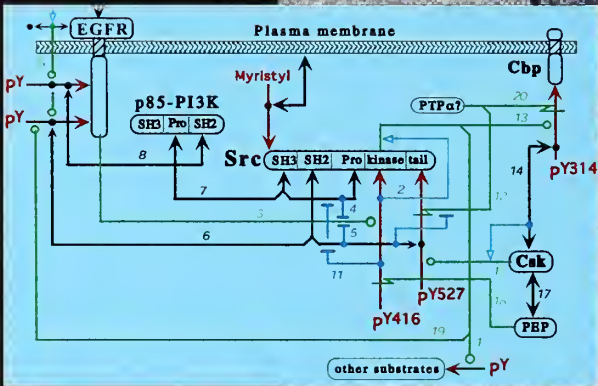 EGFR
Plasma membrane
Cbp
pY
pY
Myristyl
p85-PI3K
SH3 Pro SH2
PTPα?
20
13
Src
SH3 SH2 Pro kinase tail
8
14
pY314
7
4
2
3
5
6
11
Csk
pY527
17
pY416
PEP
19
1
other substrates
pY